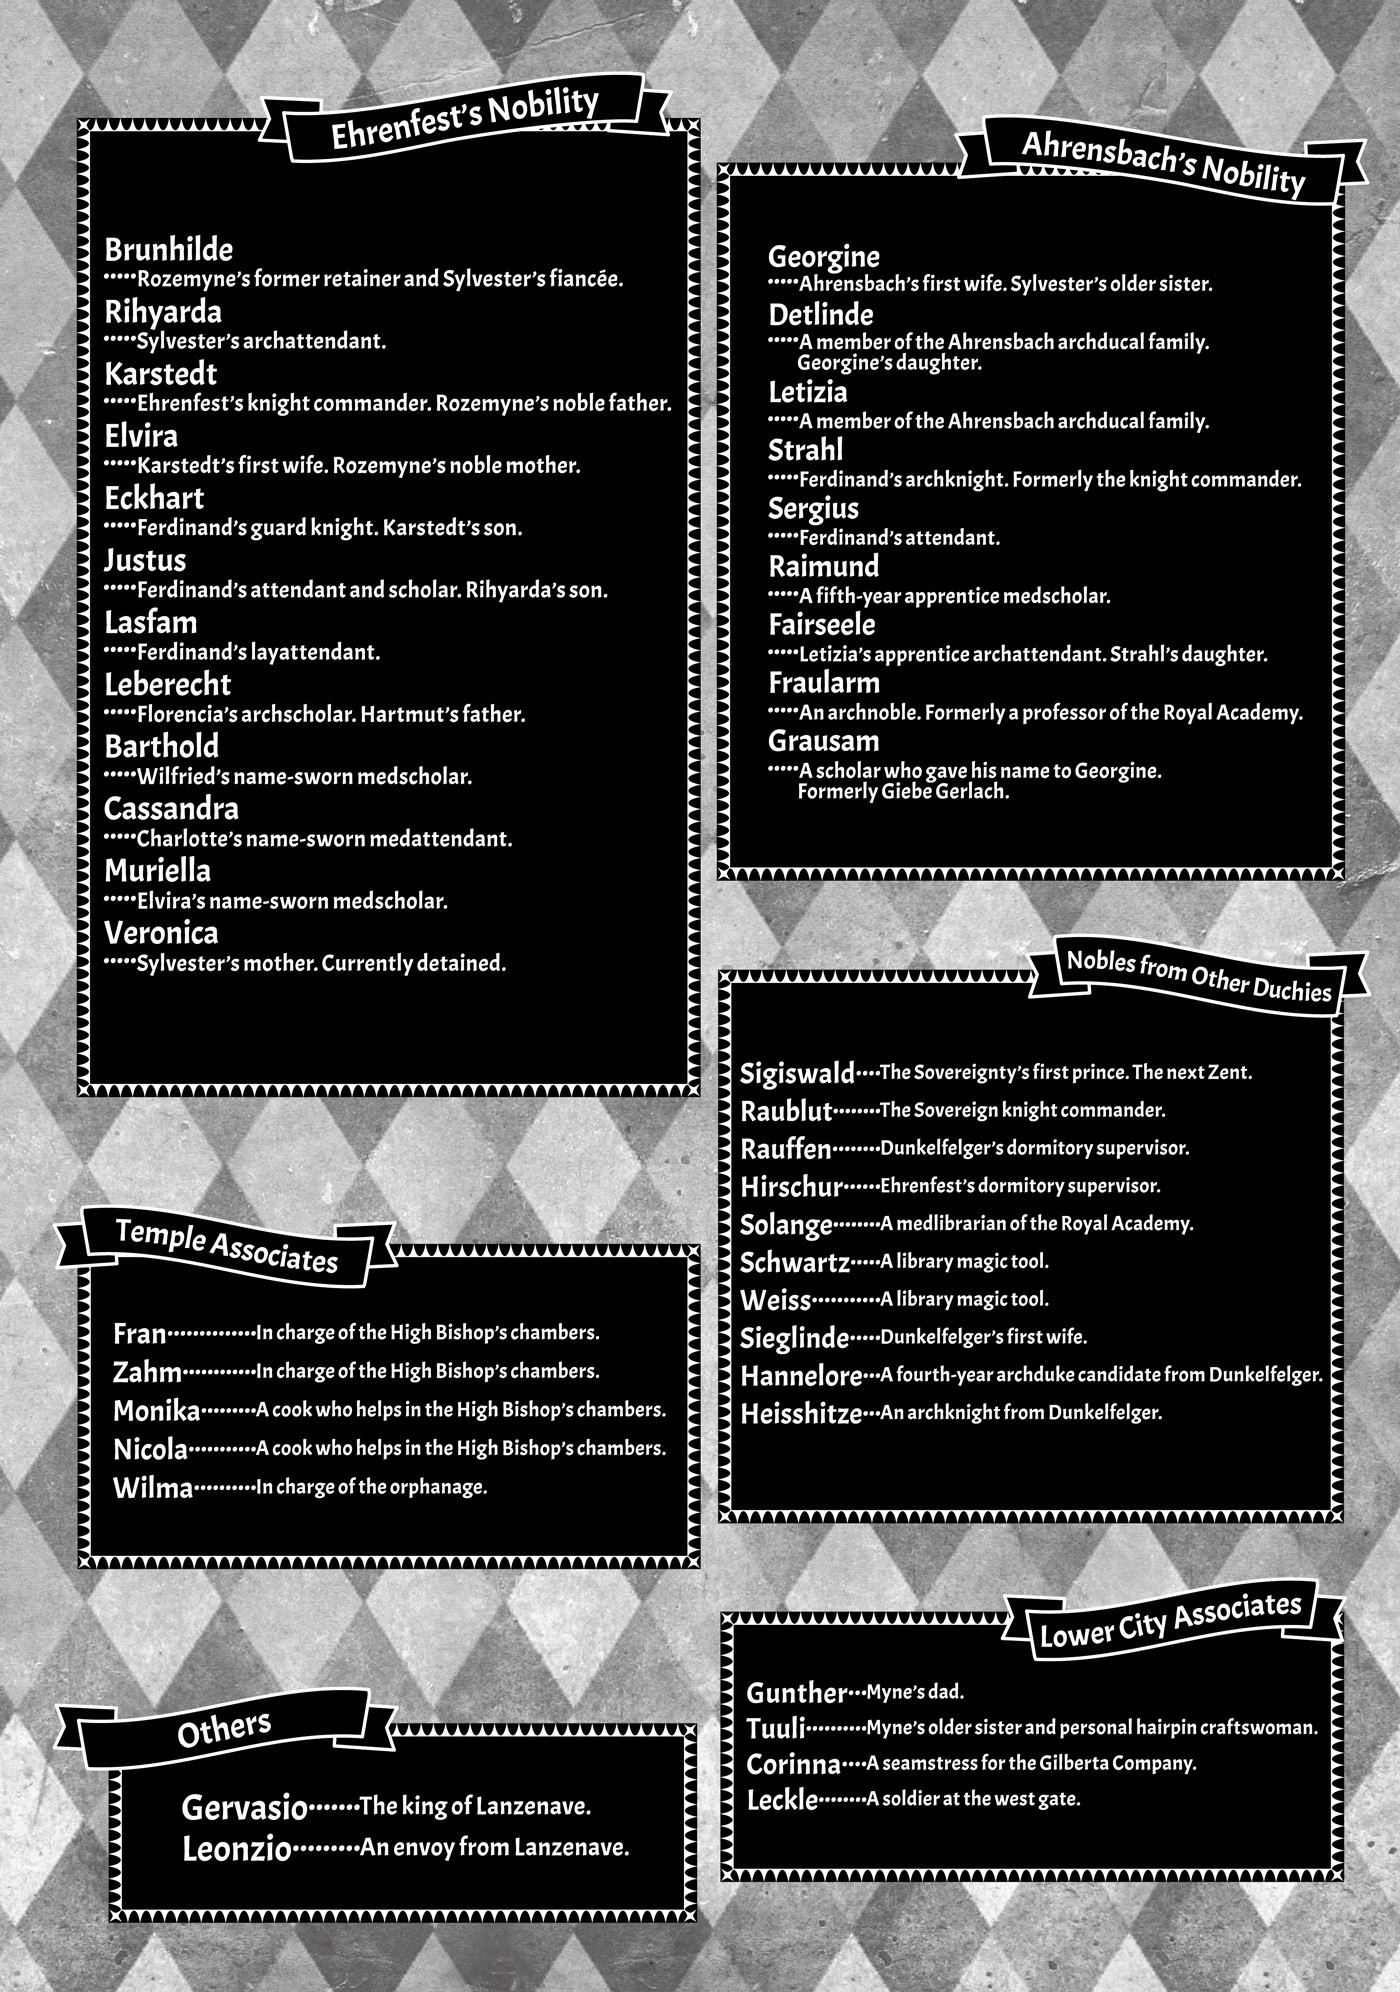 Ehrenfest's Nobility
Brunhilde
•••••Rozemyne's former retainer and Sylvester's fiancée.
Rihyarda
•••••Sylvester's archattendant.
Karstedt
•••••Ehrenfest's knight commander. Rozemyne's noble father.
Elvira
•••••Karstedt's first wife. Rozemyne's noble mother.
Eckhart
•••••Ferdinand's guard knight. Karstedt's son.
Justus
•••••Ferdinand's attendant and scholar. Rihyarda's son.
Lasfam
•••••Ferdinand's layattendant.
Leberecht
•••••Florencia's archscholar. Hartmut's father.
Barthold
•••••Wilfried's name-sworn medscholar.
Cassandra
•••••Charlotte's name-sworn medattendant.
Muriella
•••••Elvira's name-sworn medscholar.
Veronica
•••••Sylvester's mother. Currently detained.
Temple Associates
Fran••••••••••••••In charge of the High Bishop's chambers.
Zahm••••••••••••In charge of the High Bishop's chambers.
Monika•••••••••A cook who helps in the High Bishop's chambers.
Nicola•••••••••••A cook who helps in the High Bishop's chambers.
Wilma••••••••••In charge of the orphanage.
Others
Gervasio•••••••The king of Lanzenave.
Leonzio•••••••••An envoy from Lanzenave.
Ahrensbach's Nobility
Georgine
•••••Ahrensbach's first wife. Sylvester's older sister.
Detlinde
•••••A member of the Ahrensbach archducal family.
Georgine's daughter.
Letizia
•••••A member of the Ahrensbach archducal family.
Strahl
•••••Ferdinand's archknight. Formerly the knight commander.
Sergius
•••••Ferdinand's attendant.
Raimund
•••••A fifth-year apprentice medscholar.
Fairseele
•••••Letizia's apprentice archattendant. Strahl's daughter.
Fraularm
•••••An archnoble. Formerly a professor of the Royal Academy.
Grausam
•••••A scholar who gave his name to Georgine.
Formerly Giebe Gerlach.
Nobles from Other Duchies
Sigiswald••••The Sovereignty's first prince. The next Zent.
Raublut••••••••The Sovereign knight commander.
Rauffen••••••••Dunkelfelger's dormitory supervisor.
Hirschur••••••Ehrenfest's dormitory supervisor.
Solange••••••••A medlibrarian of the Royal Academy.
Schwartz•••••A library magic tool.
Weiss•••••••••••A library magic tool.
Sieglinde•••••Dunkelfelger's first wife.
Hannelore•••A fourth-year archduke candidate from Dunkelfelger.
Heisshitze•••An archknight from Dunkelfelger.
Lower City Associates
Gunther•••Myne's dad.
Tuuli••••••••••Myne's older sister and personal hairpin craftswoman.
Corinna••••A seamstress for the Gilberta Company.
Leckle••••••••A soldier at the west gate.